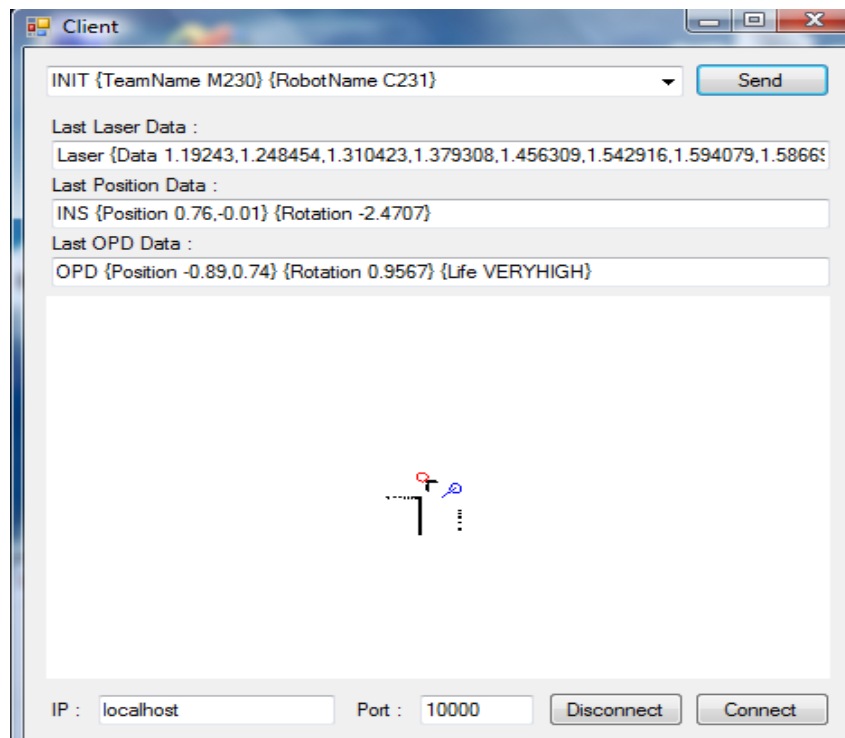 Client
INIT {TeamName M230} {RobotName C231} Send
Last Laser Data :
Laser {Data 1.19243,1.248454,1.310423,1.379308,1.456309,1.542916,1.594079,1.58669
Last Position Data :
INS {Position 0.76,-0.01} {Rotation -2.4707}
Last OPD Data :
OPD {Position -0.89,0.74} {Rotation 0.9567} {Life VERYHIGH}
IP : localhost Port : 10000 Disconnect Connect